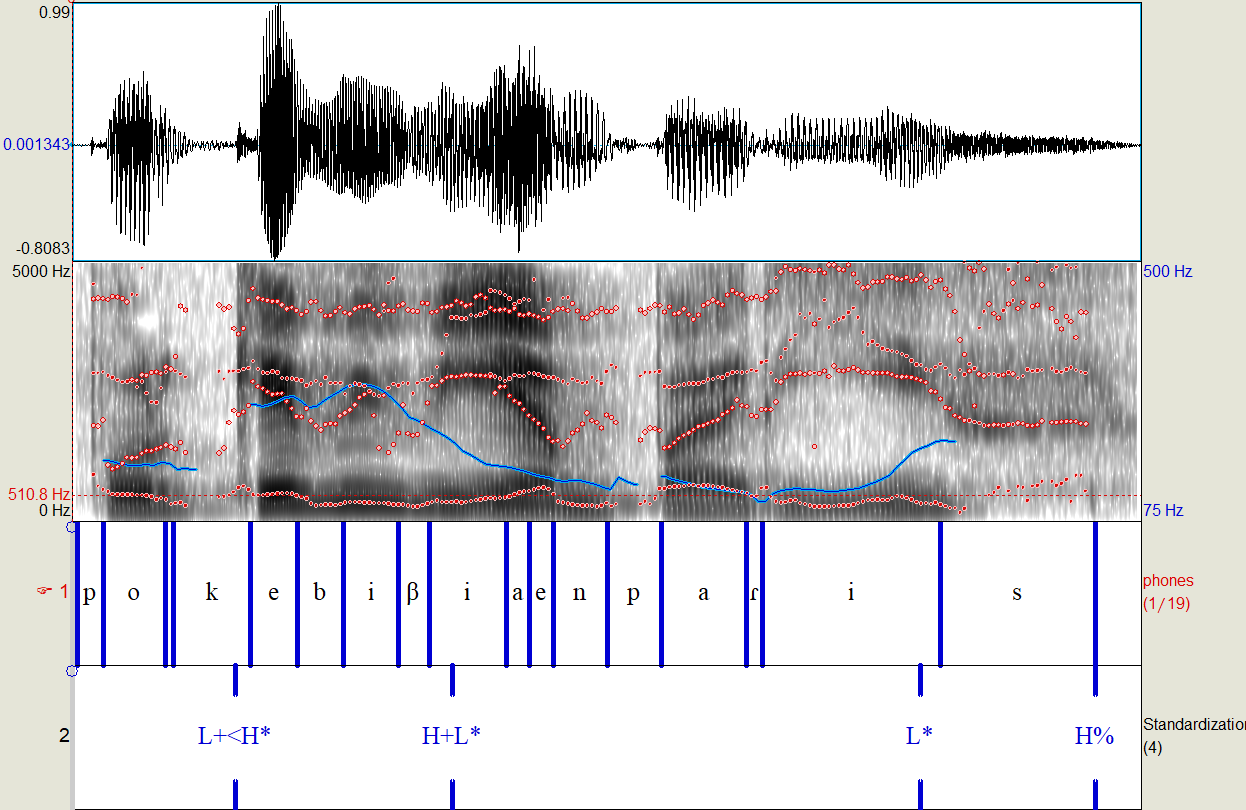 0.99
0.001343
-0.8083
5000 Hz
500 Hz
510.8 Hz
0 Hz
75 Hz
1
p o k e b i β i a e n p a ɾ i s
phones
(1/19)
2
L+<H* H+L* L* H%
Standardization
(4)